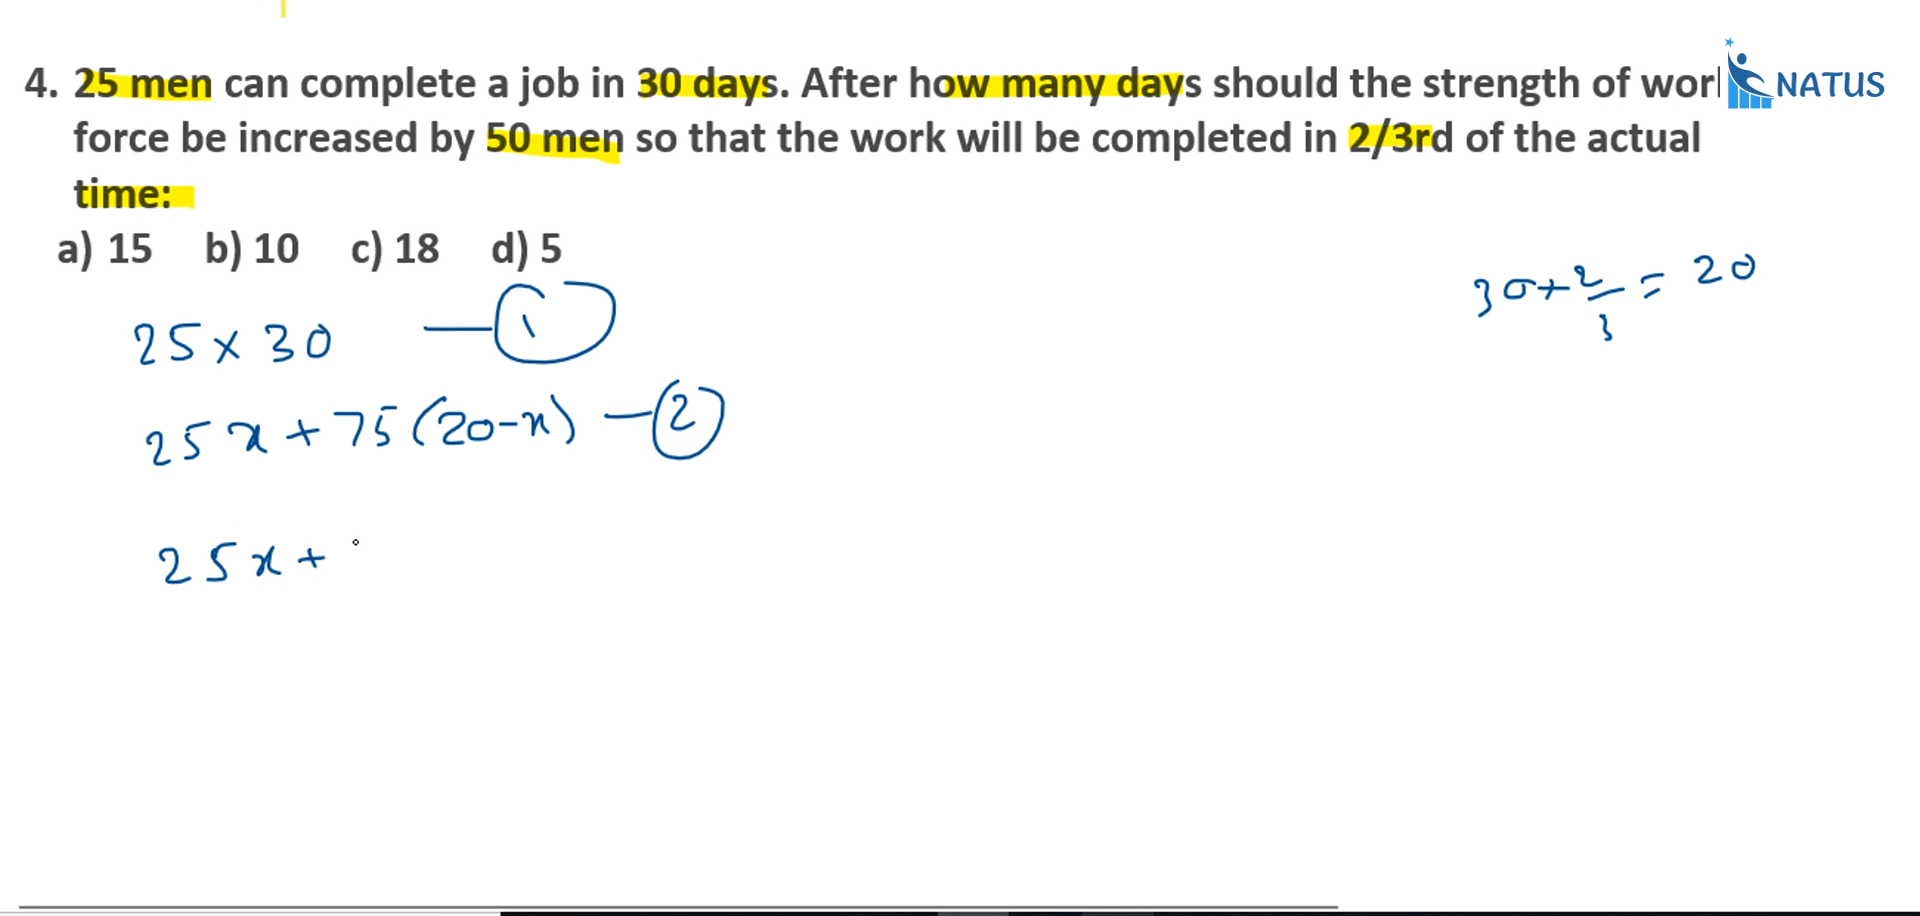 4. 25 men can complete a job in 30 days. After how many days should the strength of work
NATUS
force be increased by 50 men so that the work will be completed in 2/3rd of the actual
time:
a) 15 b) 10 c) 18 d) 5
30+2/3=20
25×30 —1
25x+75(20-x) —2
25x+